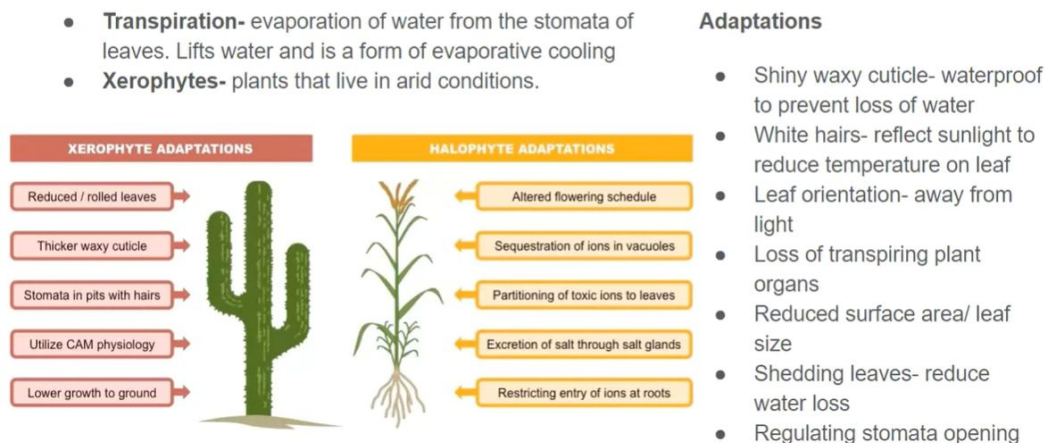 ● Transpiration- evaporation of water from the stomata of
leaves. Lifts water and is a form of evaporative cooling
● Xerophytes- plants that live in arid conditions.
XEROPHYTE ADAPTATIONS
Reduced / rolled leaves
Thicker waxy cuticle
Stomata in pits with hairs
Utilize CAM physiology
Lower growth to ground
HALOPHYTE ADAPTATIONS
Altered flowering schedule
Sequestration of ions in vacuoles
Partitioning of toxic ions to leaves
Excretion of salt through salt glands
Restricting entry of ions at roots
Adaptations
● Shiny waxy cuticle- waterproof
to prevent loss of water
● White hairs- reflect sunlight to
reduce temperature on leaf
● Leaf orientation- away from
light
● Loss of transpiring plant
organs
● Reduced surface area/ leaf
size
● Shedding leaves- reduce
water loss
● Regulating stomata opening